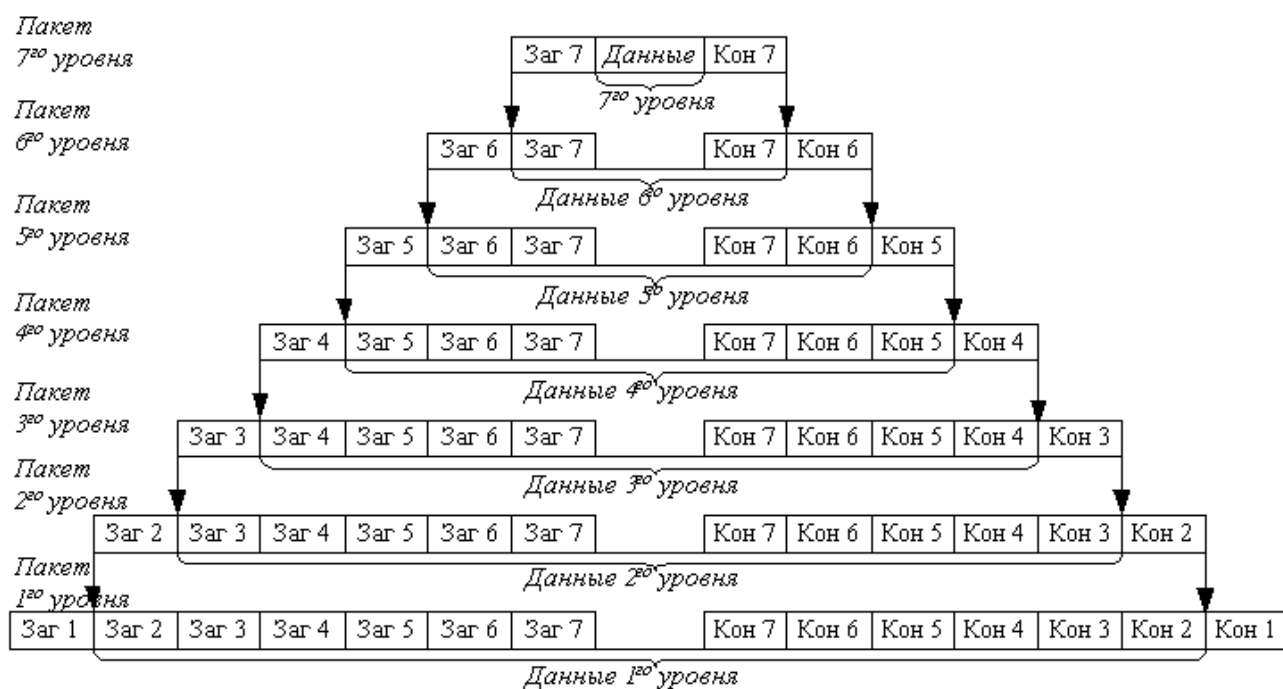 Пакет
7го уровня
Заг 7 Данные Кон 7
7го уровня
Пакет
6го уровня
Заг 6 Заг 7 Кон 7 Кон 6
Данные 6го уровня
Пакет
5го уровня
Заг 5 Заг 6 Заг 7 Кон 7 Кон 6 Кон 5
Данные 5го уровня
Пакет
4го уровня
Заг 4 Заг 5 Заг 6 Заг 7 Кон 7 Кон 6 Кон 5 Кон 4
Данные 4го уровня
Пакет
3го уровня
Заг 3 Заг 4 Заг 5 Заг 6 Заг 7 Кон 7 Кон 6 Кон 5 Кон 4 Кон 3
Данные 3го уровня
Пакет
2го уровня
Заг 2 Заг 3 Заг 4 Заг 5 Заг 6 Заг 7 Кон 7 Кон 6 Кон 5 Кон 4 Кон 3 Кон 2
Данные 2го уровня
Пакет
1го уровня
Заг 1 Заг 2 Заг 3 Заг 4 Заг 5 Заг 6 Заг 7 Кон 7 Кон 6 Кон 5 Кон 4 Кон 3 Кон 2 Кон 1
Данные 1го уровня